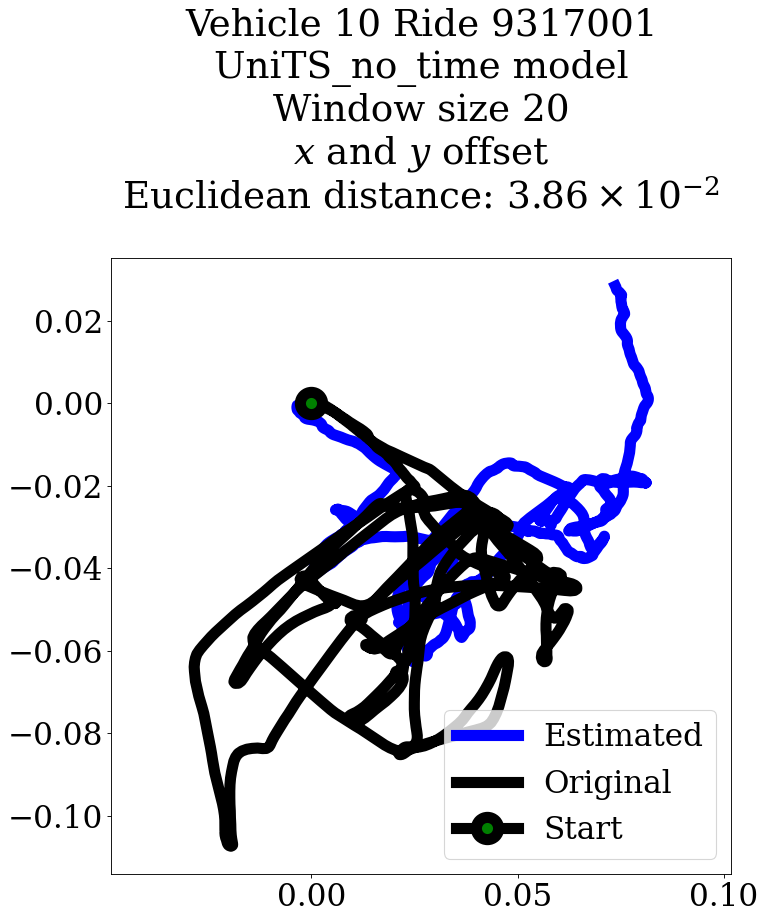 Vehicle 10 Ride 9317001
UniTS_no_time model
Window size 20
x and y offset
Euclidean distance: 3.86 × 10⁻²
0.02
0.00
−0.02
−0.04
−0.06
−0.08
−0.10
Estimated
Original
Start
0.00 0.05 0.10